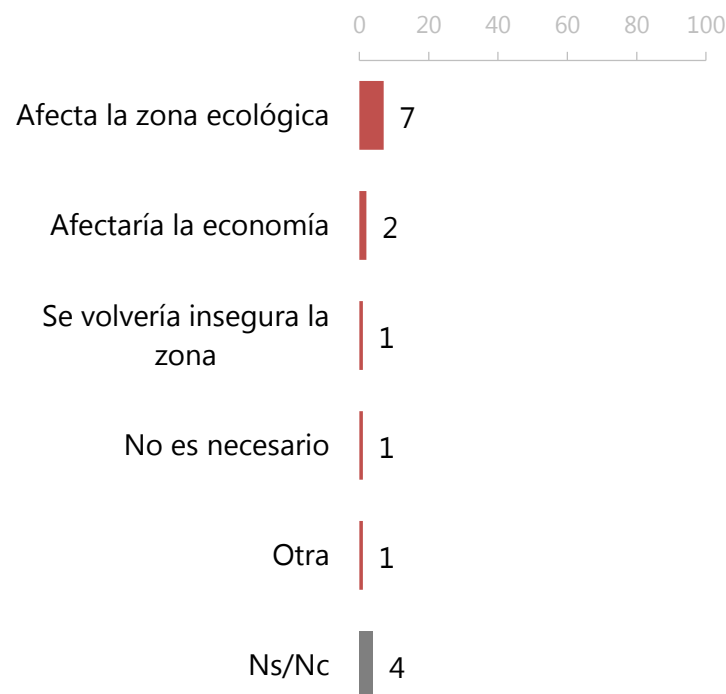 0 20 40 60 80 100
Afecta la zona ecológica 7
Afectaría la economía 2
Se volvería insegura la
zona 1
No es necesario 1
Otra 1
Ns/Nc 4